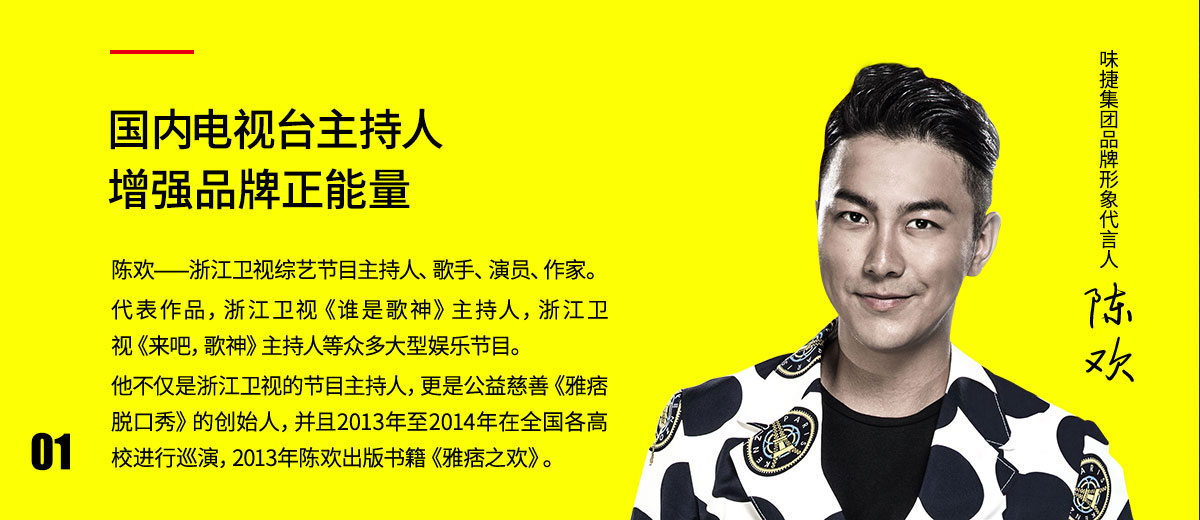 国内电视台主持人
增强品牌正能量
陈欢——浙江卫视综艺节目主持人、歌手、演员、作家。
代表作品，浙江卫视《谁是歌神》主持人，浙江卫
视《来吧，歌神》主持人等众多大型娱乐节目。
他不仅是浙江卫视的节目主持人，更是公益慈善《雅痞
脱口秀》的创始人，并且2013年至2014年在全国各高
校进行巡演，2013年陈欢出版书籍《雅痞之欢》。
01
味捷集团品牌形象代言人
陈欢
PARIS